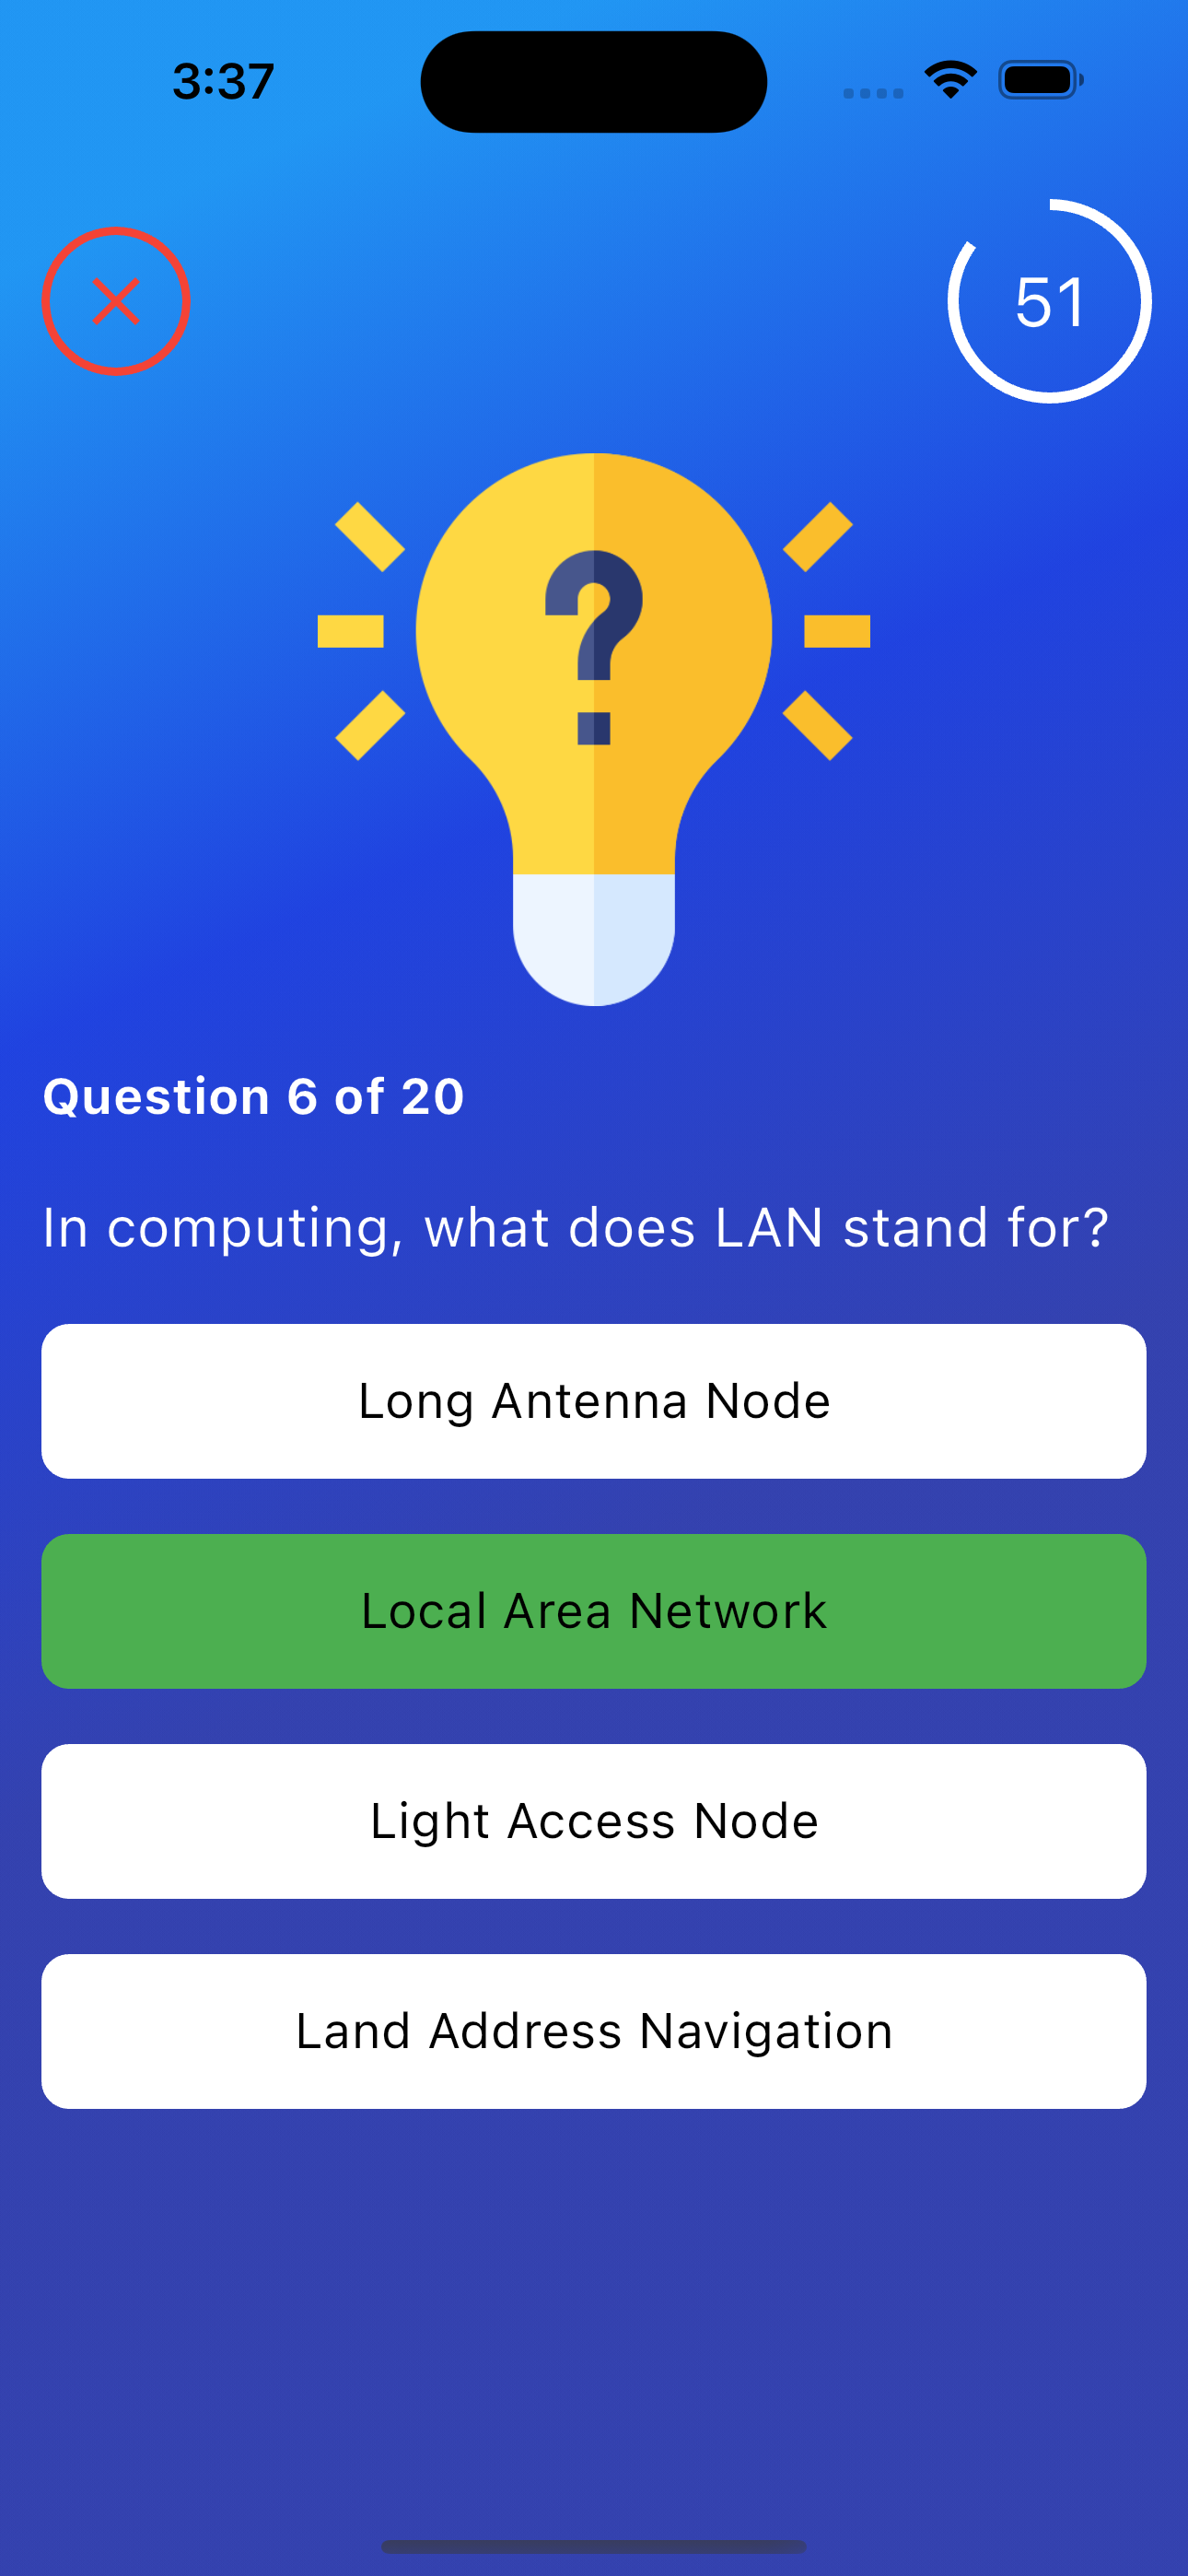 3:37
51
?
Question 6 of 20
In computing, what does LAN stand for?
Long Antenna Node
Local Area Network
Light Access Node
Land Address Navigation